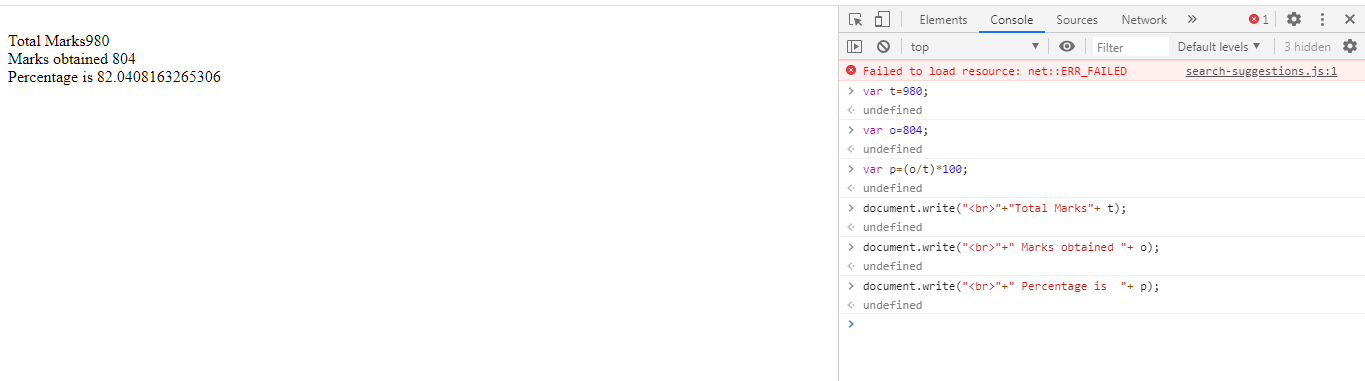 Total Marks980
Marks obtained 804
Percentage is 82.0408163265306
Elements Console Sources Network » 1
top ▼ Filter Default levels ▼ 3 hidden
Failed to load resource: net::ERR_FAILED search-suggestions.js:1
> var t=980;
undefined
> var o=804;
undefined
> var p=(o/t)*100;
undefined
> document.write("<br>"+"Total Marks"+ t);
undefined
> document.write("<br>"+" Marks obtained "+ o);
undefined
> document.write("<br>"+" Percentage is  "+ p);
undefined
>